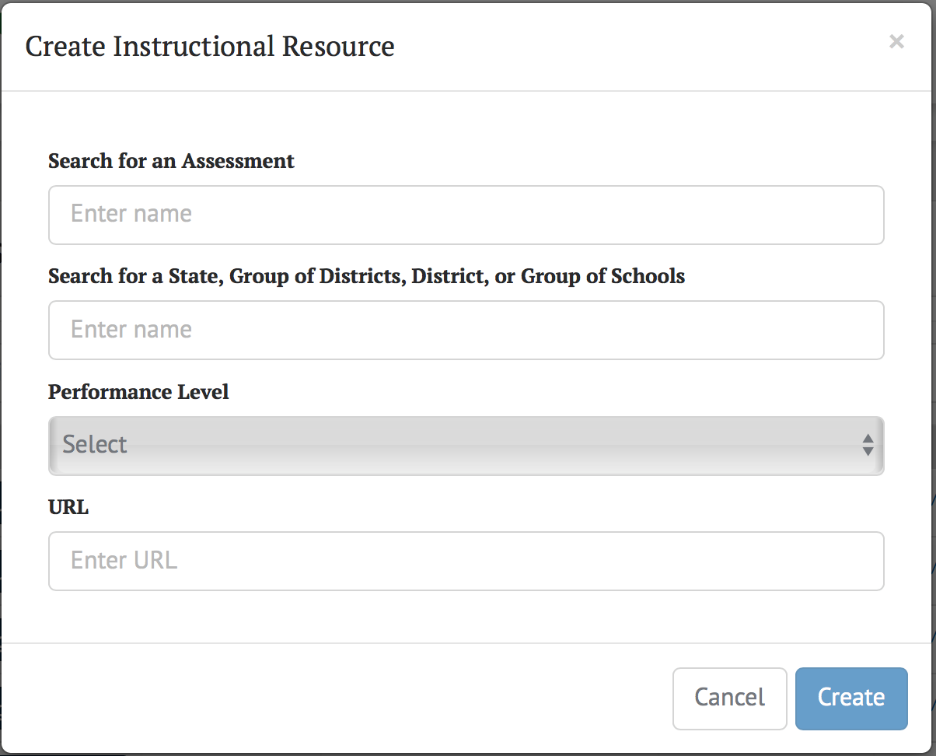 Create Instructional Resource ×
Search for an Assessment
Enter name
Search for a State, Group of Districts, District, or Group of Schools
Enter name
Performance Level
Select
URL
Enter URL
Cancel Create